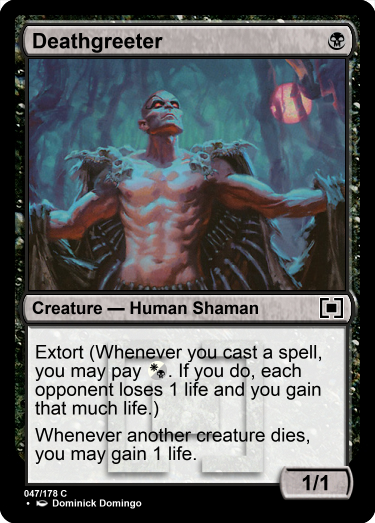 Deathgreeter
Creature — Human Shaman
Extort (Whenever you cast a spell,
you may pay . If you do, each
opponent loses 1 life and you gain
that much life.)
Whenever another creature dies,
you may gain 1 life.
1/1
047/178 C
• Dominick Domingo